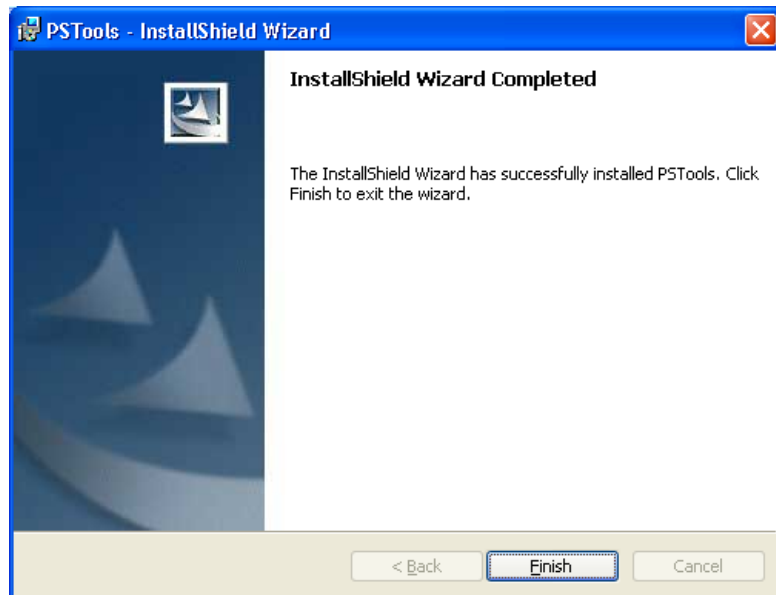 PSTools - InstallShield Wizard
InstallShield Wizard Completed
The InstallShield Wizard has successfully installed PSTools. Click
Finish to exit the wizard.
< Back
Finish
Cancel